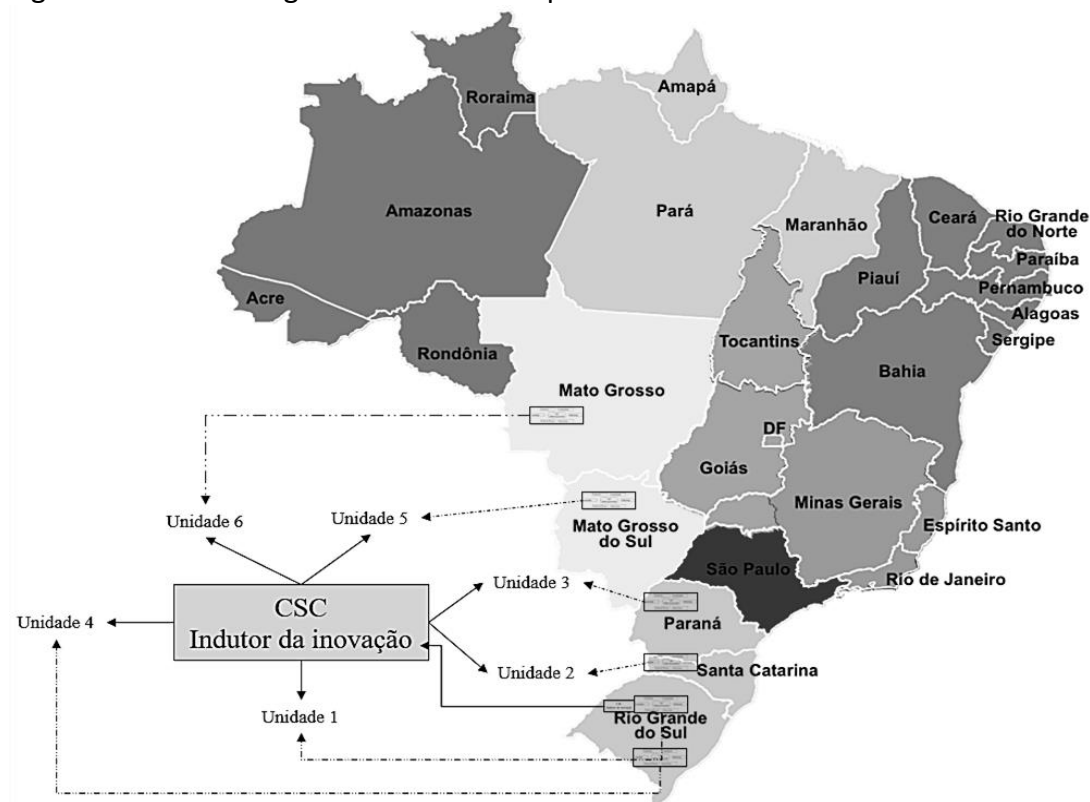 Roraima
Amapá
Amazonas
Pará
Maranhão
Ceará
Rio Grande
do Norte
Paraíba
Piauí
Pernambuco
Acre
Alagoas
Sergipe
Rondônia
Tocantins
Bahia
Mato Grosso
DF
Goiás
Minas Gerais
Unidade 6
Unidade 5
Mato Grosso
do Sul
Espírito Santo
São Paulo
Rio de Janeiro
Unidade 3
CSC
Indutor da inovação
Unidade 4
Paraná
Unidade 2
Santa Catarina
Unidade 1
Rio Grande
do Sul